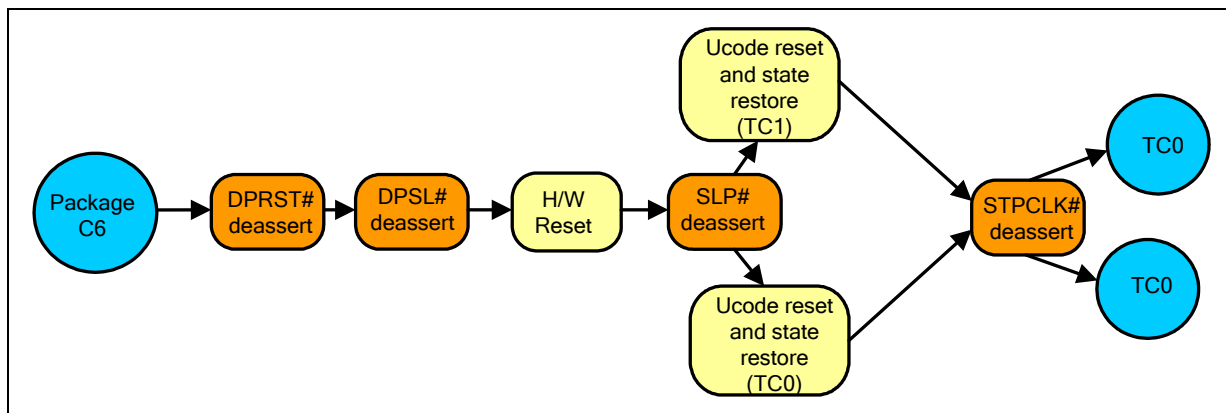 Package
C6
DPRST#
deassert
DPSL#
deassert
H/W
Reset
SLP#
deassert
Ucode reset
and state
restore
(TC1)
Ucode reset
and state
restore
(TC0)
STPCLK#
deassert
TC0
TC0